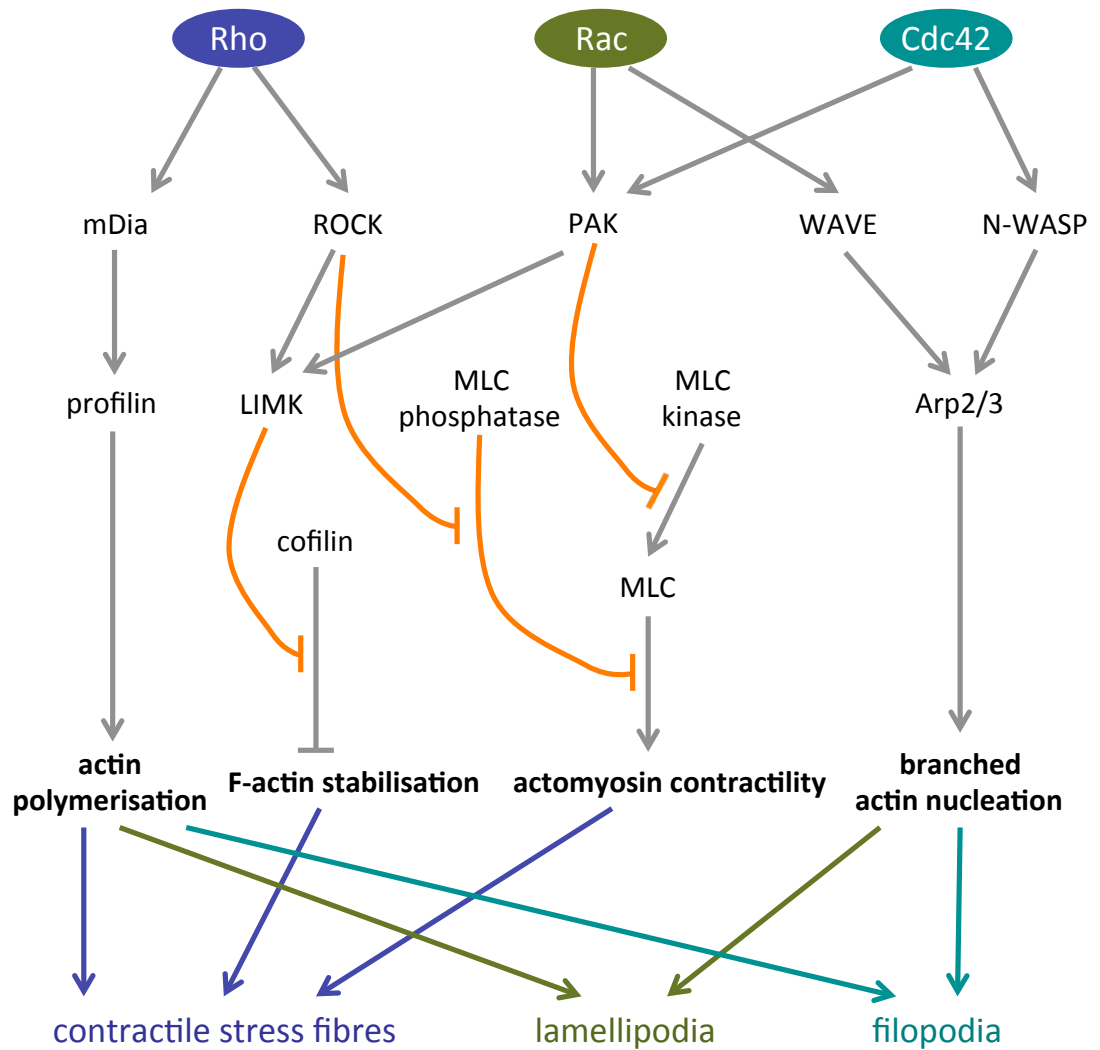 Rho
Rac
Cdc42
mDia
ROCK
PAK
WAVE
N-WASP
profilin
LIMK
MLC
phosphatase
MLC
kinase
Arp2/3
cofilin
MLC
actin
polymerisation
F-actin stabilisation
actomyosin contractility
branched
actin nucleation
contractile stress fibres
lamellipodia
filopodia